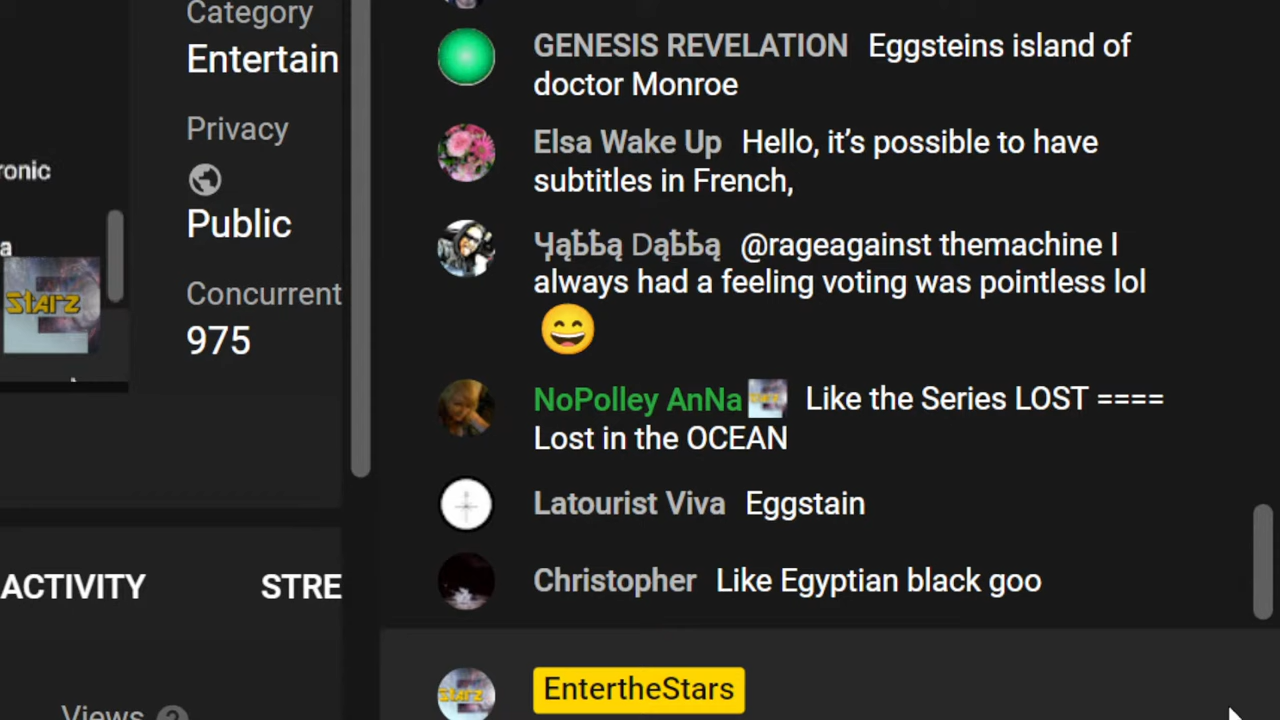 Category
Entertain
GENESIS REVELATION Eggsteins island of
doctor Monroe
Privacy
Elsa Wake Up Hello, it's possible to have
subtitles in French,
ronic
Public
Ⴗąҍҍą Dąҍҍą @rageagainst themachine I
always had a feeling voting was pointless lol
a
starz
Concurrent
975
😄
NoPolley AnNa Like the Series LOST ====
Lost in the OCEAN
Latourist Viva Eggstain
ACTIVITY STRE
Christopher Like Egyptian black goo
Views ?
EntertheStars